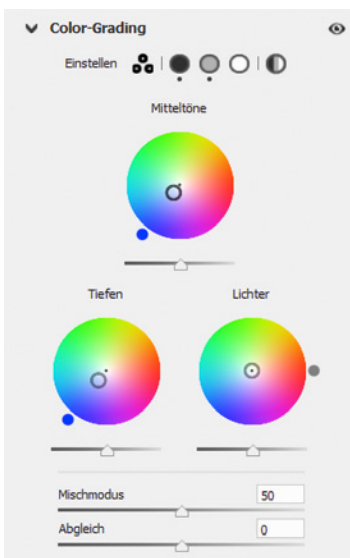 Color-Grading
Einstellen
Mitteltöne
Tiefen Lichter
Mischmodus 50
Abgleich 0